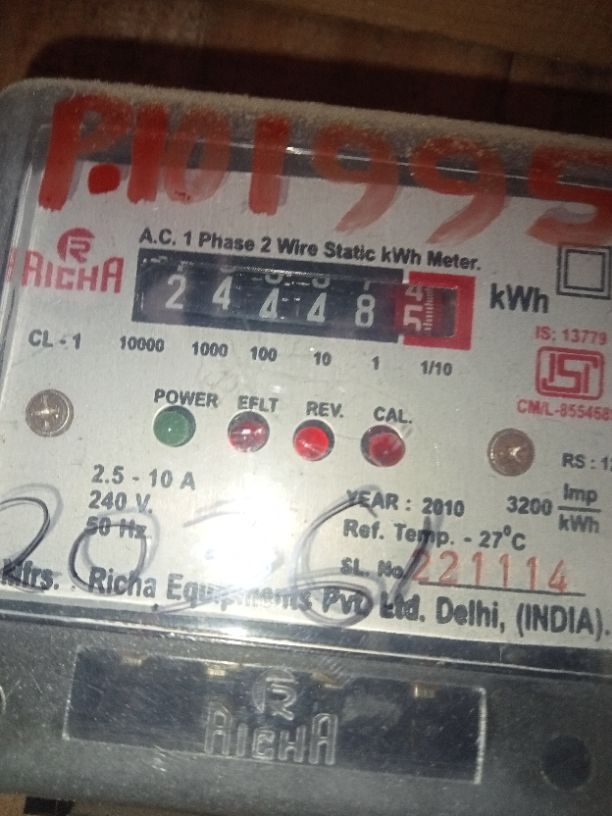 P.101995
A.C. 1 Phase 2 Wire Static kWh Meter.
RICHA
2 4 4 4 8 5 kWh
IS: 13779
CL - 1 10000 1000 100 10 1 1/10
ISI
POWER EFLT REV. CAL.
2.5 - 10 A
240 V.
50 Hz
YEAR : 2010 3200 Imp/kWh
Ref. Temp. - 27°C
SL. No. 221114
Mfrs. Richa Equipments Pvt. Ltd. Delhi, (INDIA).
RICHA